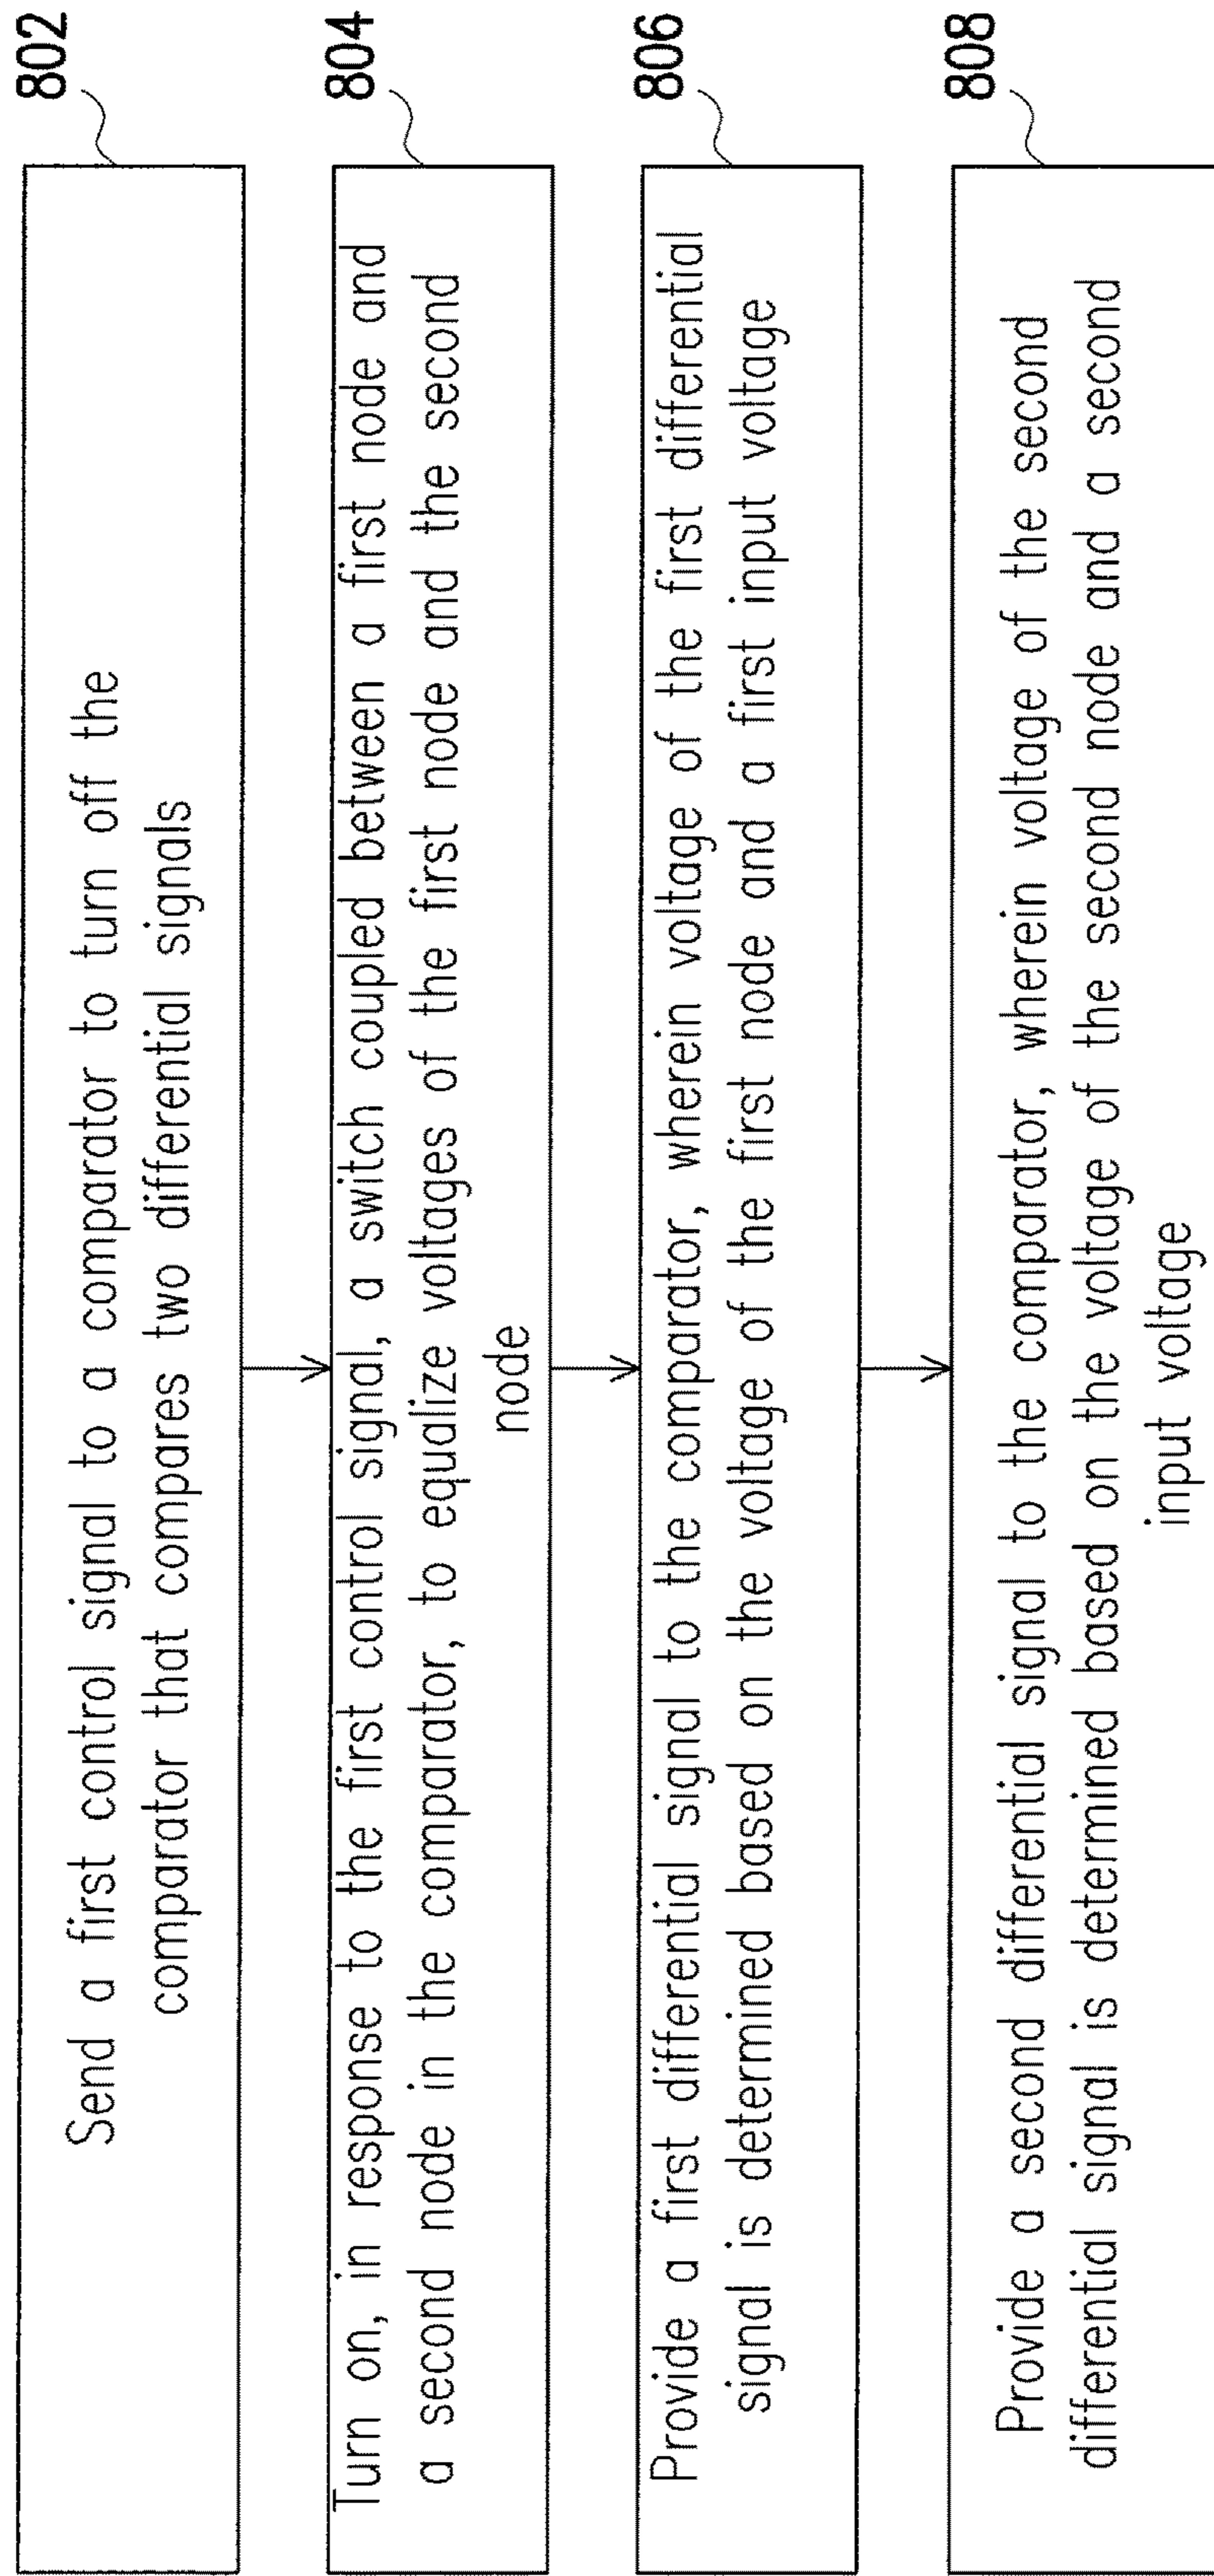 802
Send a first control signal to a comparator to turn off the
comparator that compares two differential signals
804
Turn on, in response to the first control signal, a switch coupled between a first node and
a second node in the comparator, to equalize voltages of the first node and the second
node
806
Provide a first differential signal to the comparator, wherein voltage of the first differential
signal is determined based on the voltage of the first node and a first input voltage
808
Provide a second differential signal to the comparator, wherein voltage of the second
differential signal is determined based on the voltage of the second node and a second
input voltage